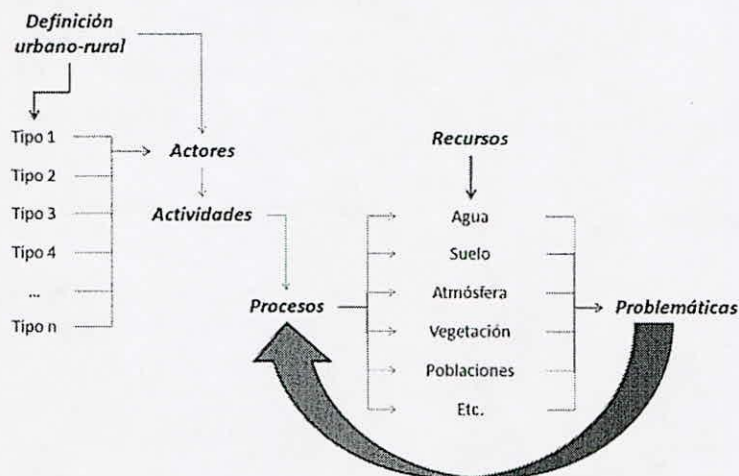 Definición
urbano-rural
Tipo 1
Tipo 2
Tipo 3
Tipo 4
...
Tipo n
Actores
Actividades
Procesos
Recursos
Agua
Suelo
Atmósfera
Vegetación
Poblaciones
Etc.
Problemáticas